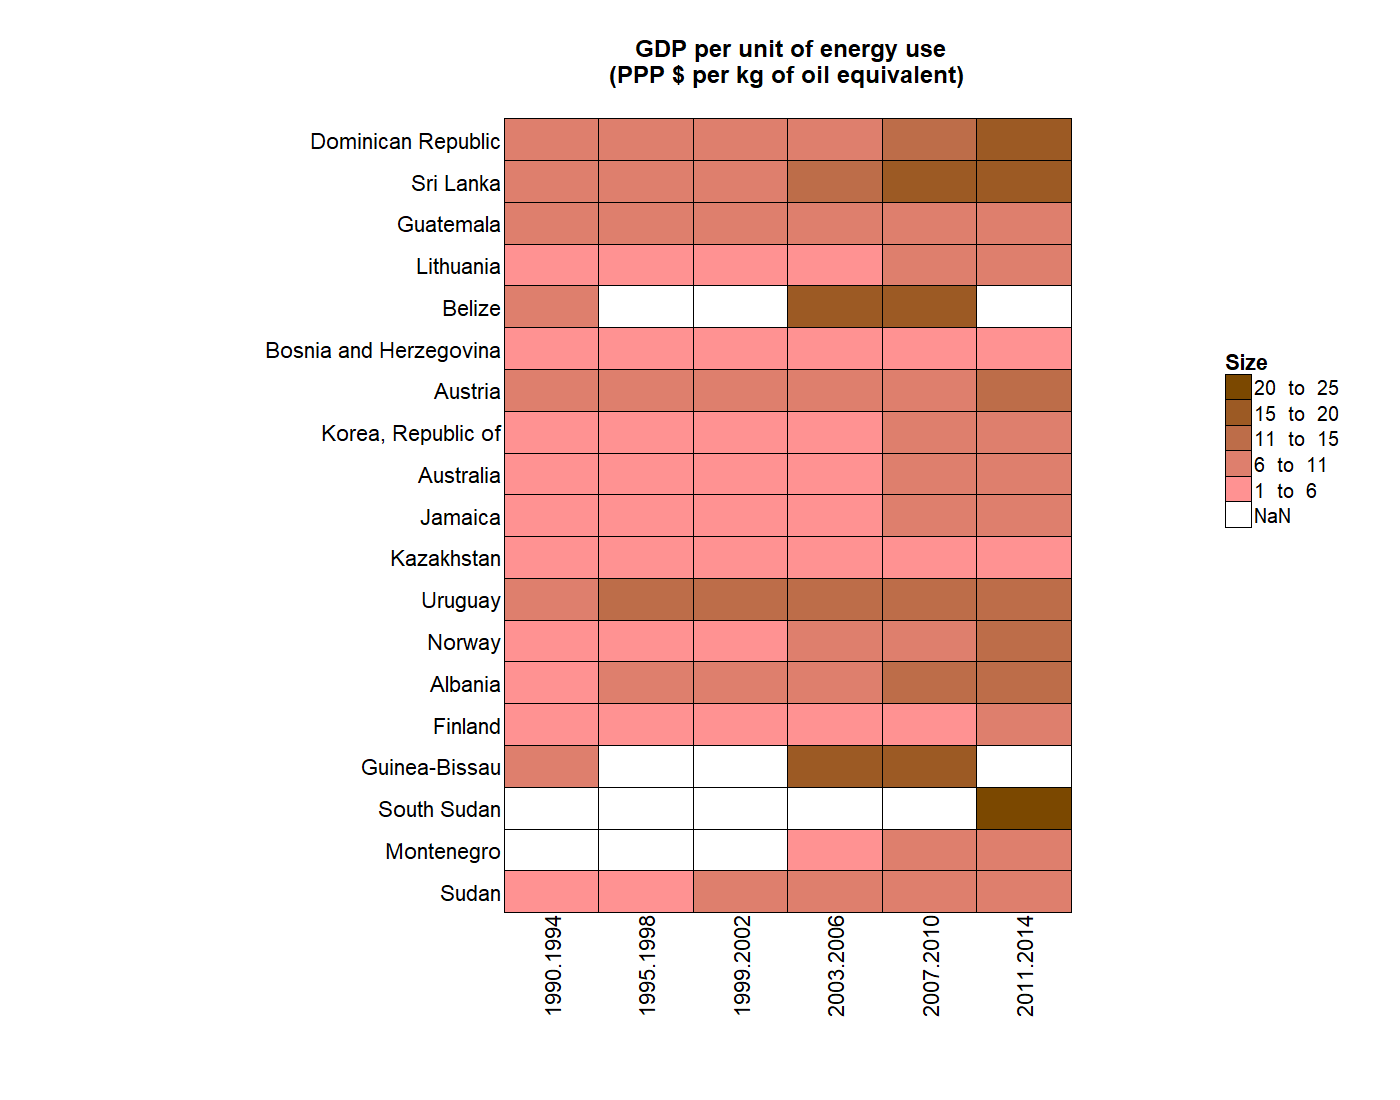 GDP per unit of energy use
(PPP $ per kg of oil equivalent)
Dominican Republic
Sri Lanka
Guatemala
Lithuania
Belize
Bosnia and Herzegovina
Austria
Korea, Republic of
Australia
Jamaica
Kazakhstan
Uruguay
Norway
Albania
Finland
Guinea-Bissau
South Sudan
Montenegro
Sudan
1990.1994
1995.1998
1999.2002
2003.2006
2007.2010
2011.2014
Size
20 to 25
15 to 20
11 to 15
6 to 11
1 to 6
NaN